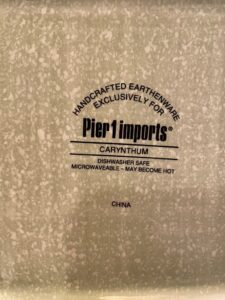 HANDCRAFTED EARTHENWARE
EXCLUSIVELY FOR
Pier 1 imports®
CARYNTHUM
DISHWASHER SAFE
MICROWAVEABLE – MAY BECOME HOT
CHINA